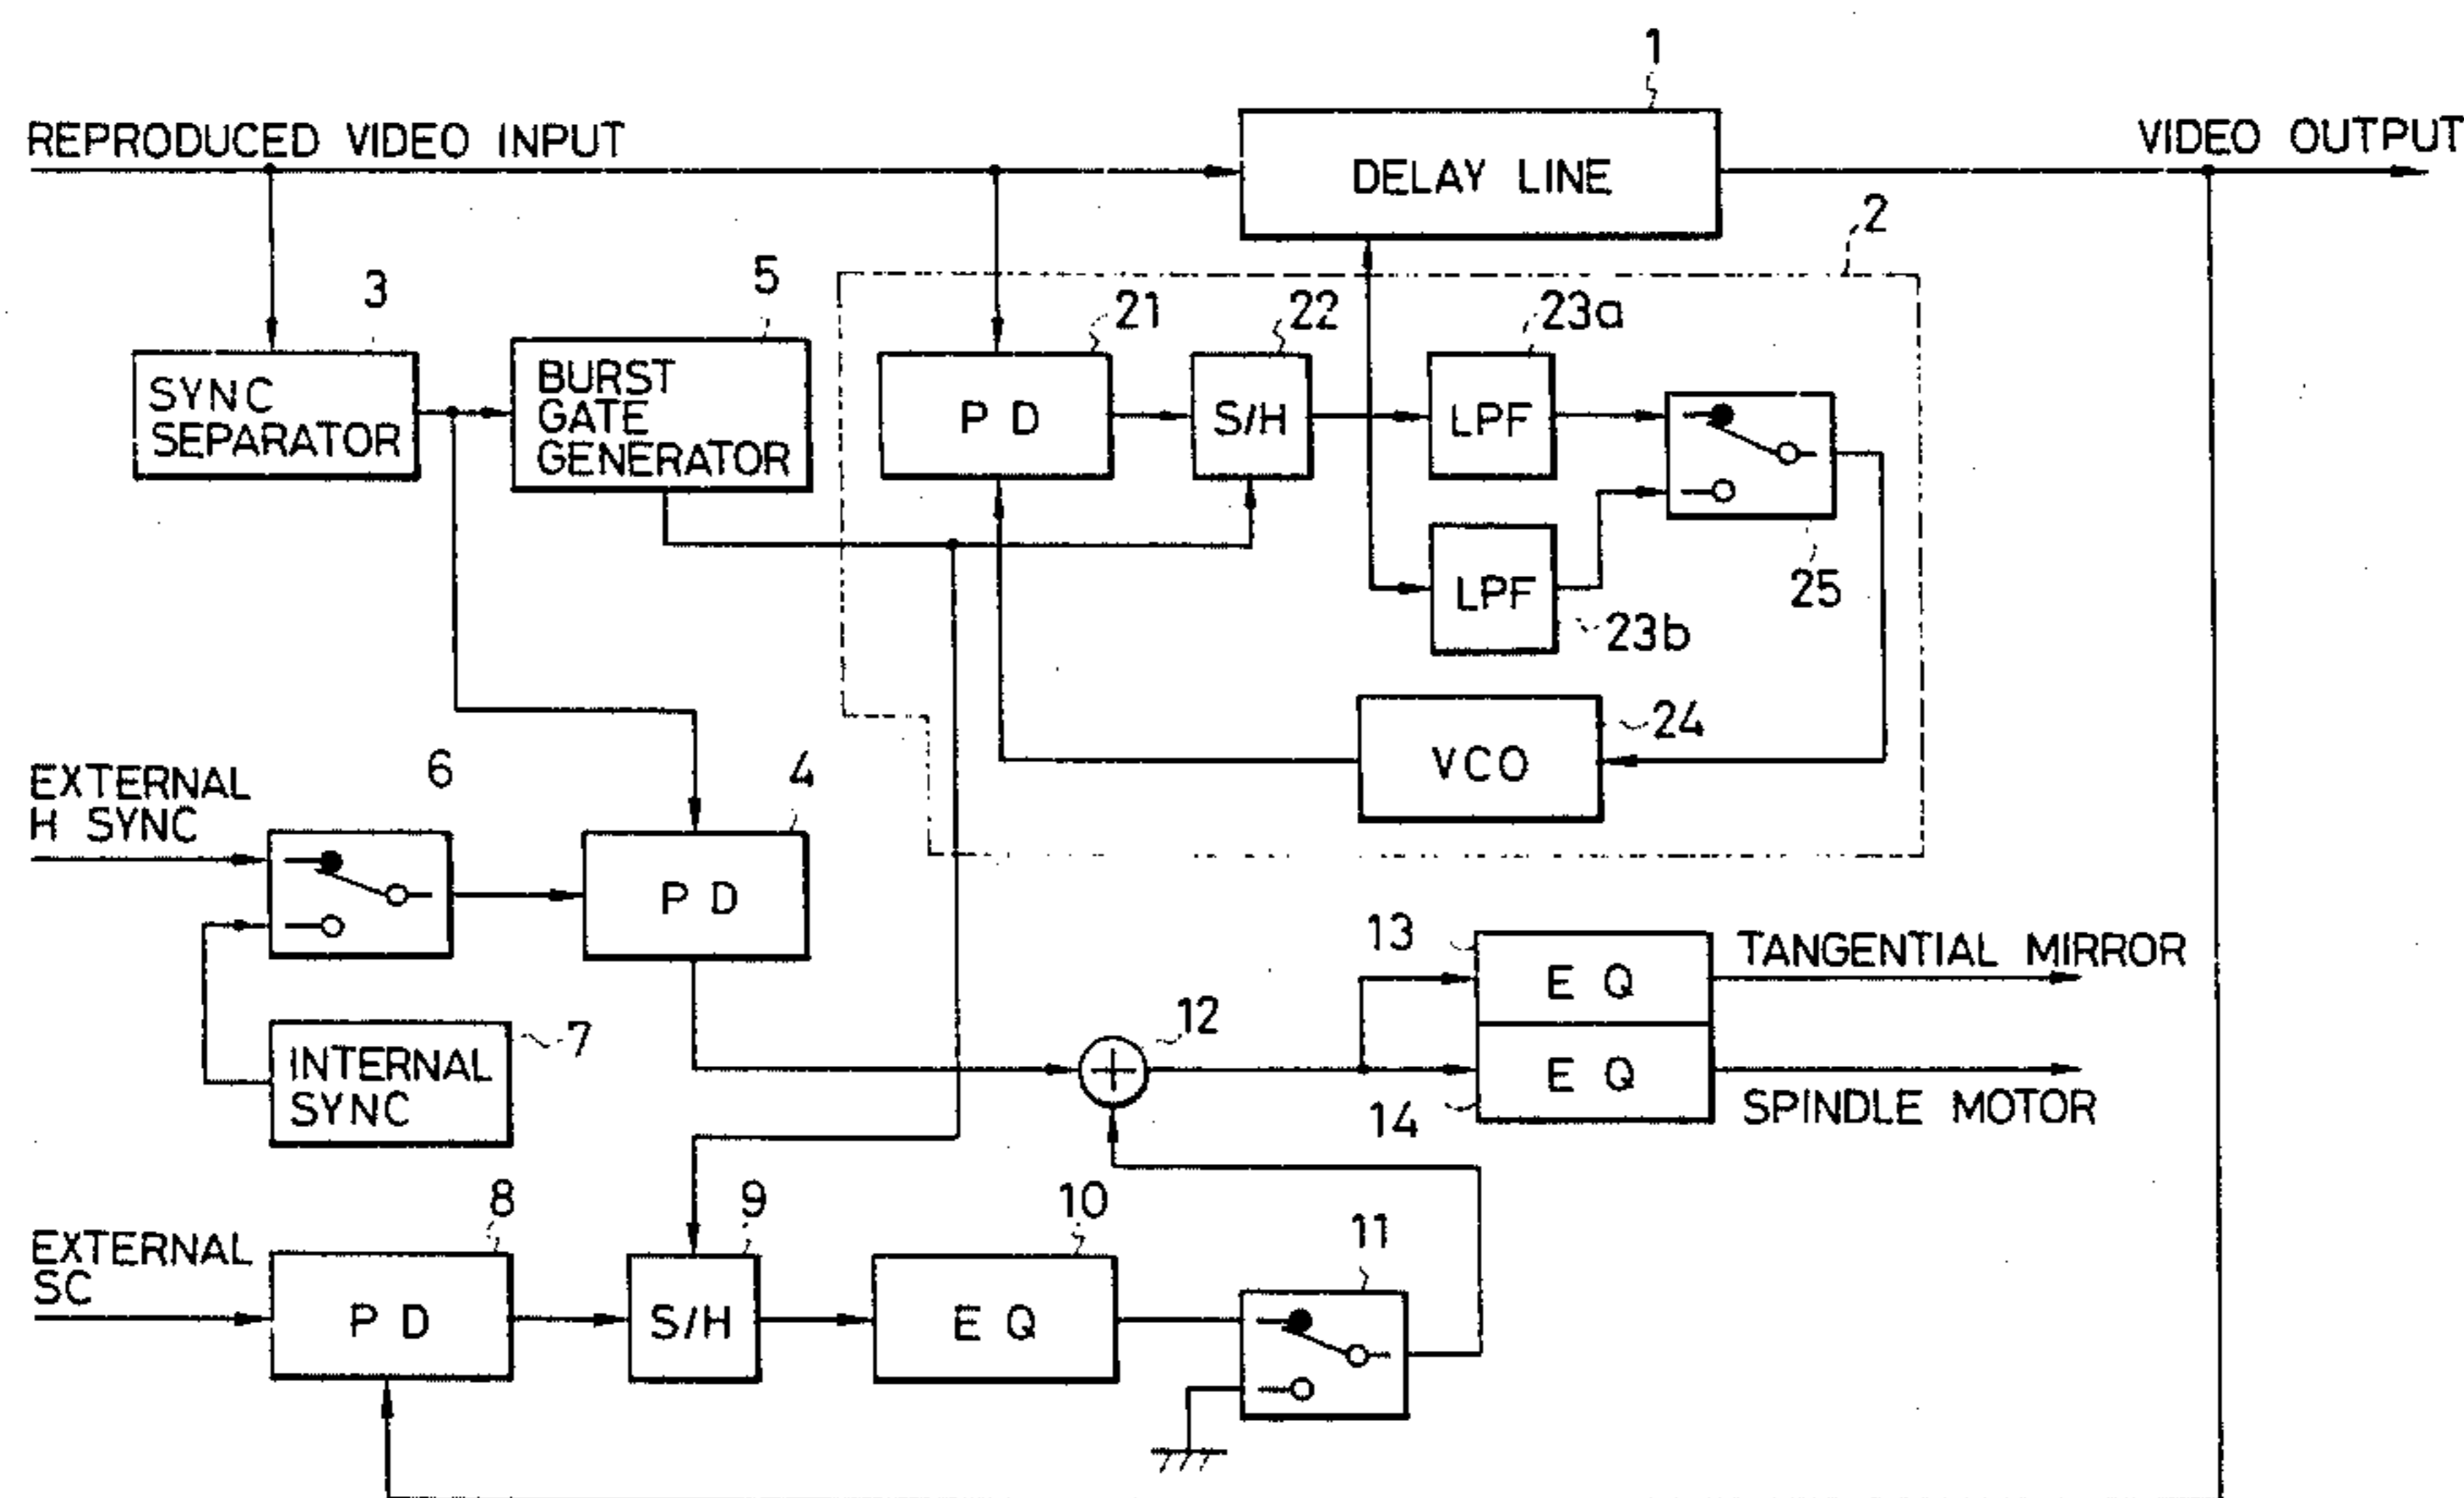 1
REPRODUCED VIDEO INPUT
VIDEO OUTPUT
DELAY LINE
2
3
5
21
22
23a
SYNC
SEPARATOR
BURST
GATE
GENERATOR
P D
S/H
LPF
25
LPF
23b
24
VCO
EXTERNAL
H SYNC
6
4
P D
13
TANGENTIAL MIRROR
E Q
12
7
INTERNAL
SYNC
E Q
14
SPINDLE MOTOR
EXTERNAL
SC
8
9
10
11
P D
S/H
E Q